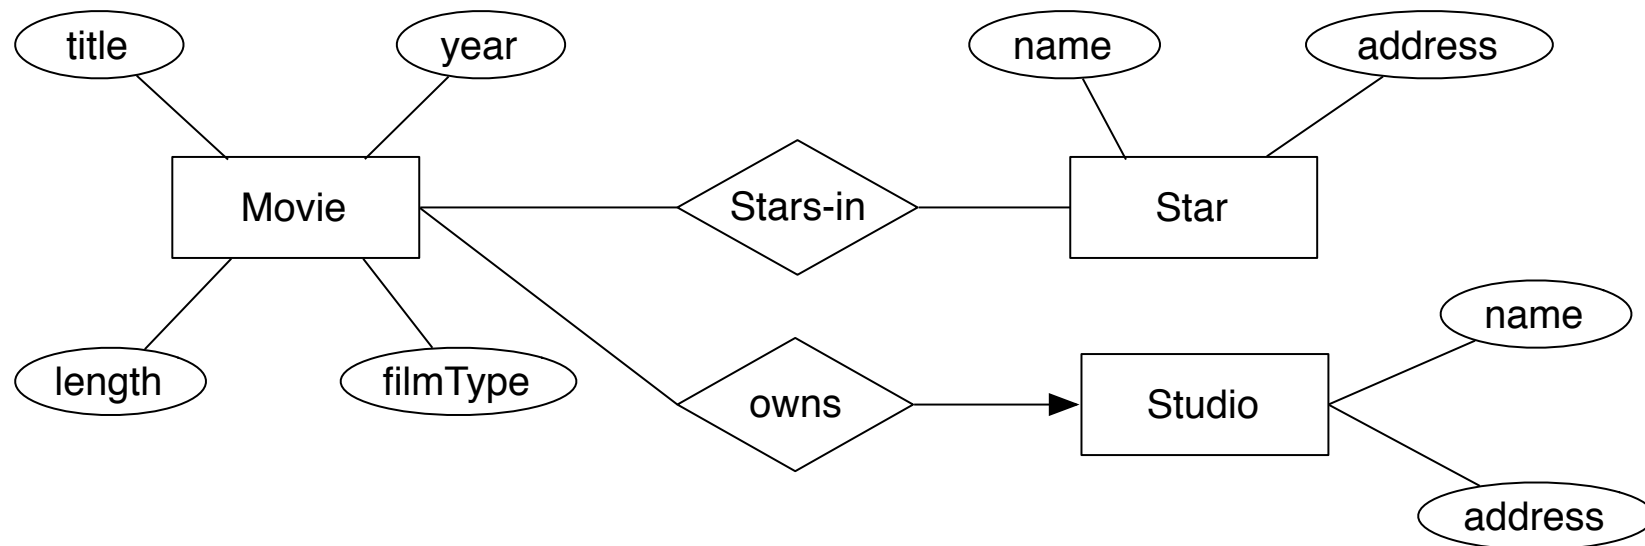 title
year
name
address
Movie
Stars-in
Star
name
length
filmType
owns
Studio
address